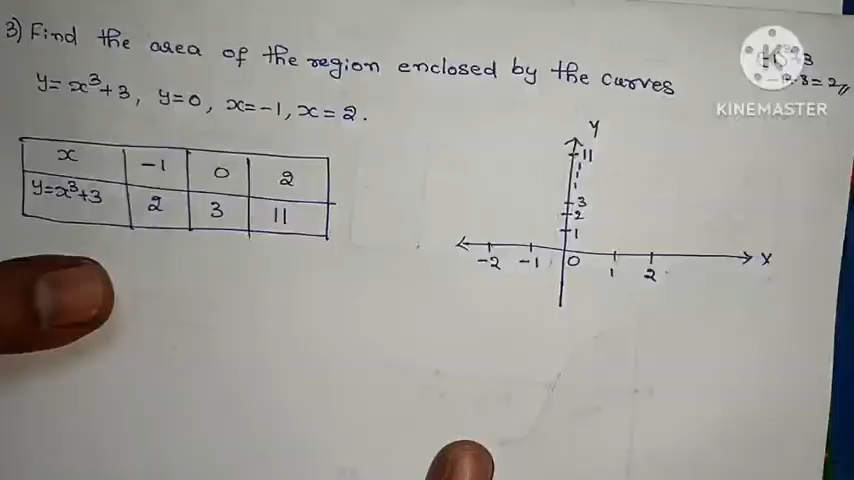 3) Find the area of the region enclosed by the curves
y=x³+3, y=0, x=-1, x=2.
x -1 0 2
y=x³+3 2 3 11
=2//
KINEMASTER
Y
11
3
2
1
-2 -1 0 1 2 X